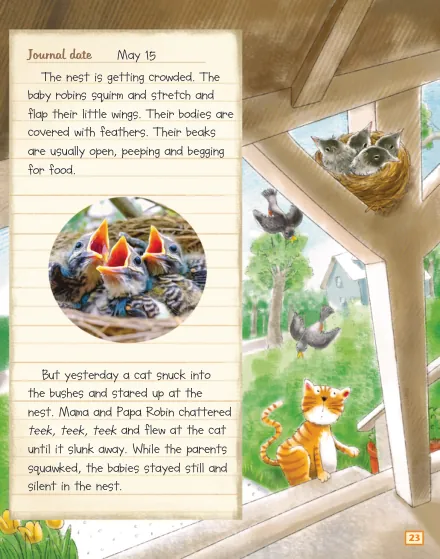 Journal date May 15
The nest is getting crowded. The
baby robins squirm and stretch and
flap their little wings. Their bodies are
covered with feathers. Their beaks
are usually open, peeping and begging
for food.
But yesterday a cat snuck into
the bushes and stared up at the
nest. Mama and Papa Robin chattered
teek, teek, teek and flew at the cat
until it slunk away. While the parents
squawked, the babies stayed still and
silent in the nest.
23